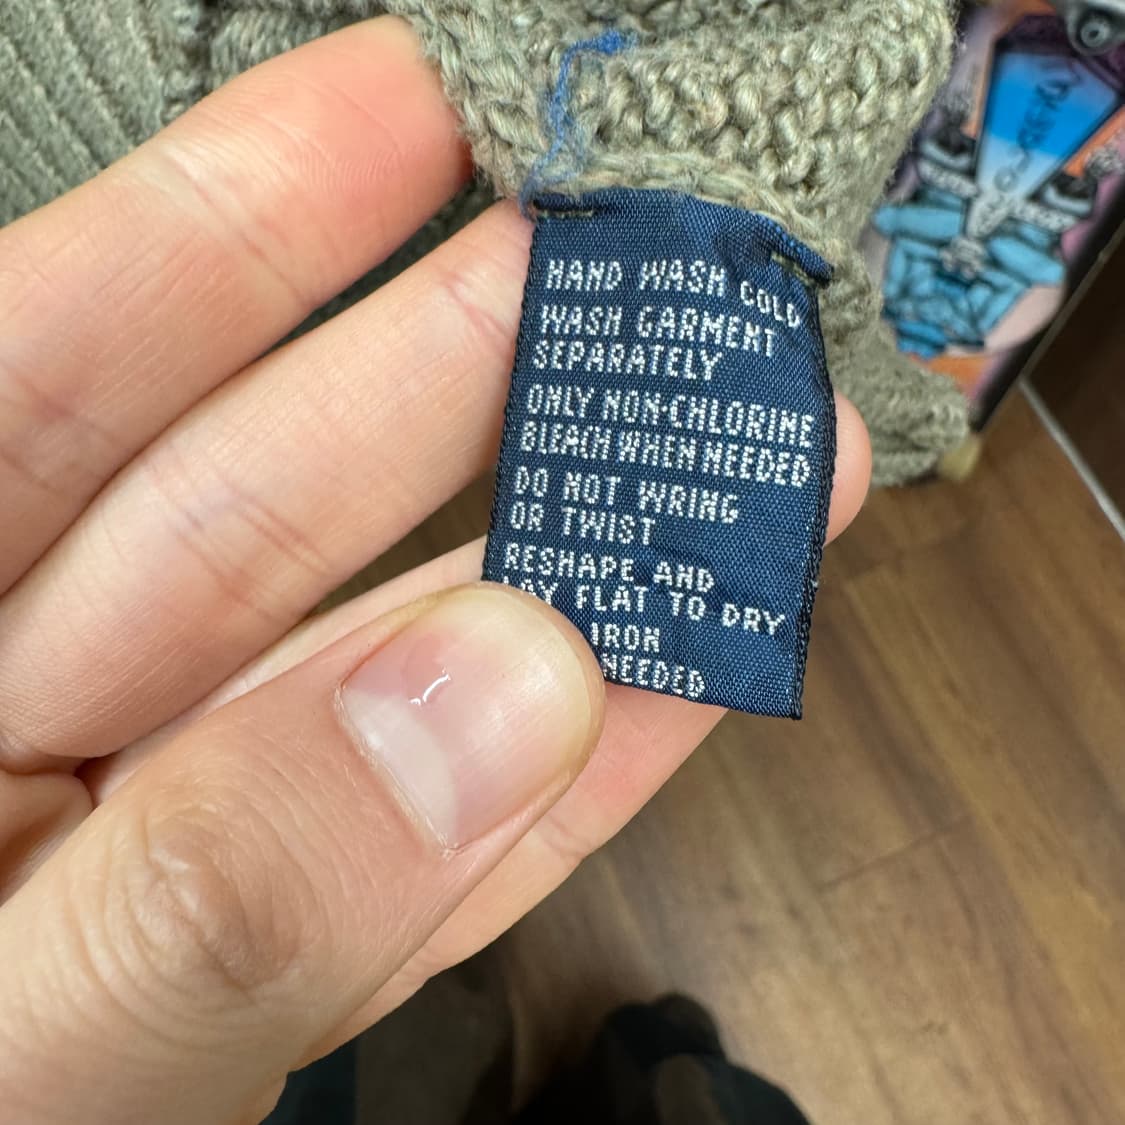 HAND WASH COLD
WASH GARMENT
SEPARATELY
ONLY NON-CHLORINE
BLEACH WHEN NEEDED
DO NOT WRING
OR TWIST
RESHAPE AND
LAY FLAT TO DRY
IRON
NEEDED